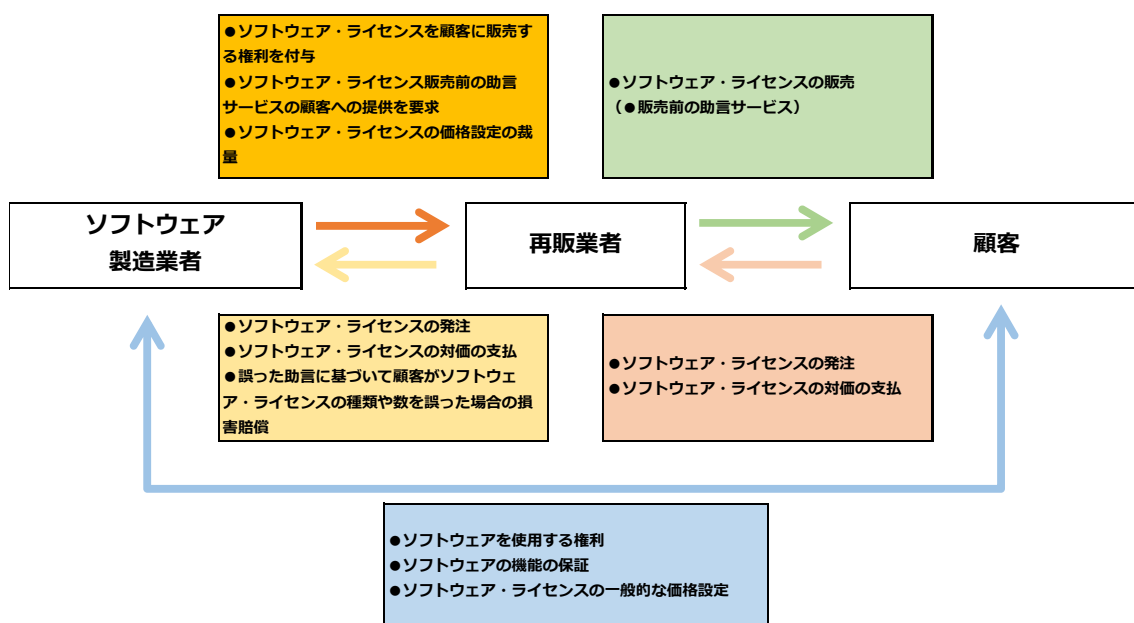 ●ソフトウェア・ライセンスを顧客に販売す
る権利を付与
●ソフトウェア・ライセンス販売前の助言
サービスの顧客への提供を要求
●ソフトウェア・ライセンスの価格設定の裁
量
●ソフトウェア・ライセンスの販売
（●販売前の助言サービス）
ソフトウェア
製造業者
再販業者
顧客
●ソフトウェア・ライセンスの発注
●ソフトウェア・ライセンスの対価の支払
●誤った助言に基づいて顧客がソフトウェ
ア・ライセンスの種類や数を誤った場合の損
害賠償
●ソフトウェア・ライセンスの発注
●ソフトウェア・ライセンスの対価の支払
●ソフトウェアを使用する権利
●ソフトウェアの機能の保証
●ソフトウェア・ライセンスの一般的な価格設定